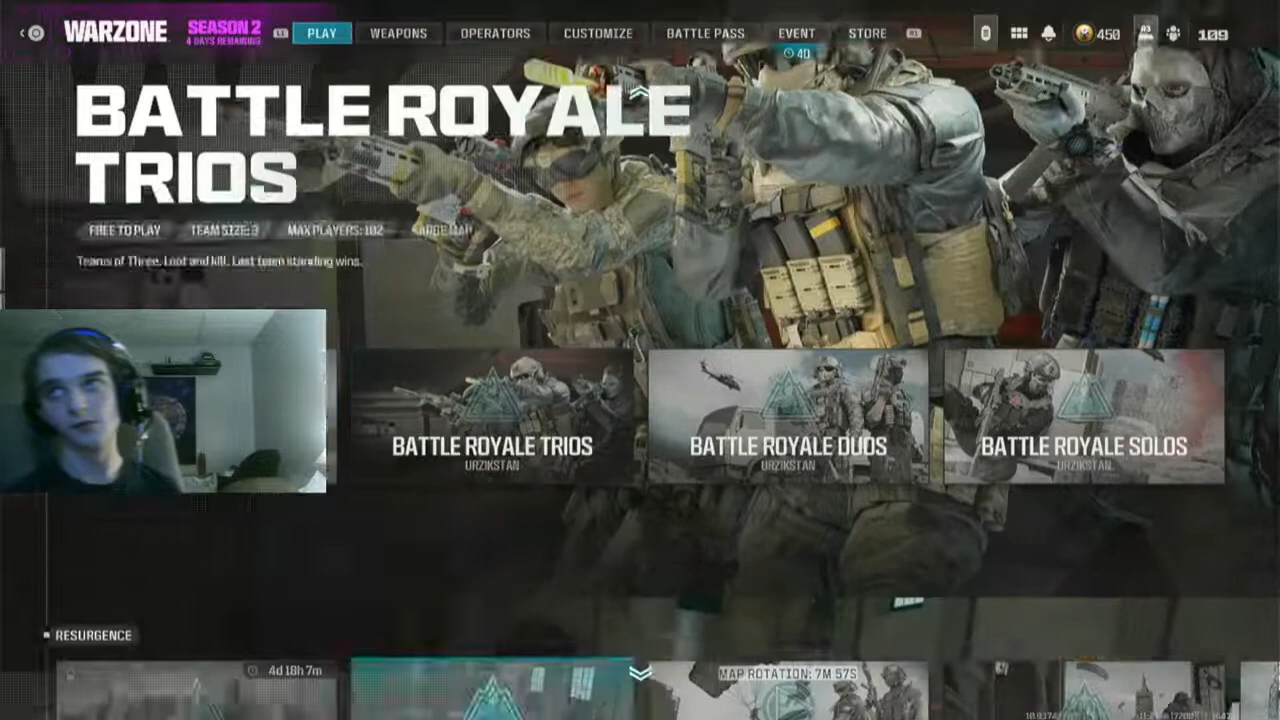 WARZONE
SEASON 2
4 DAYS REMAINING
PLAY
WEAPONS
OPERATORS
CUSTOMIZE
BATTLE PASS
EVENT
STORE
4D
450
109
BATTLE ROYALE
TRIOS
FREE TO PLAY
TEAM SIZE: 3
MAX PLAYERS: 102
LARGE MAP
Teams of Three. Loot and kill. Last team standing wins.
BATTLE ROYALE TRIOS
URZIKSTAN
BATTLE ROYALE DUOS
URZIKSTAN
BATTLE ROYALE SOLOS
URZIKSTAN
RESURGENCE
4d 18h 7m
MAP ROTATION: 7M 57S